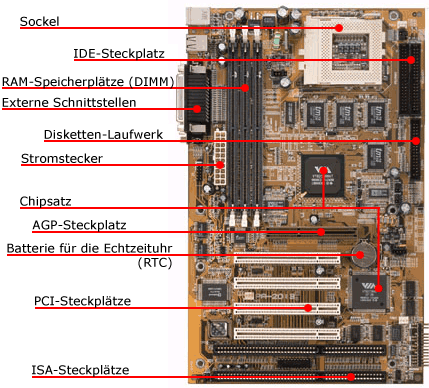 Sockel
IDE-Steckplatz
RAM-Speicherplätze (DIMM)
Externe Schnittstellen
Disketten-Laufwerk
Stromstecker
Chipsatz
AGP-Steckplatz
Batterie für die Echtzeituhr
(RTC)
PCI-Steckplätze
ISA-Steckplätze